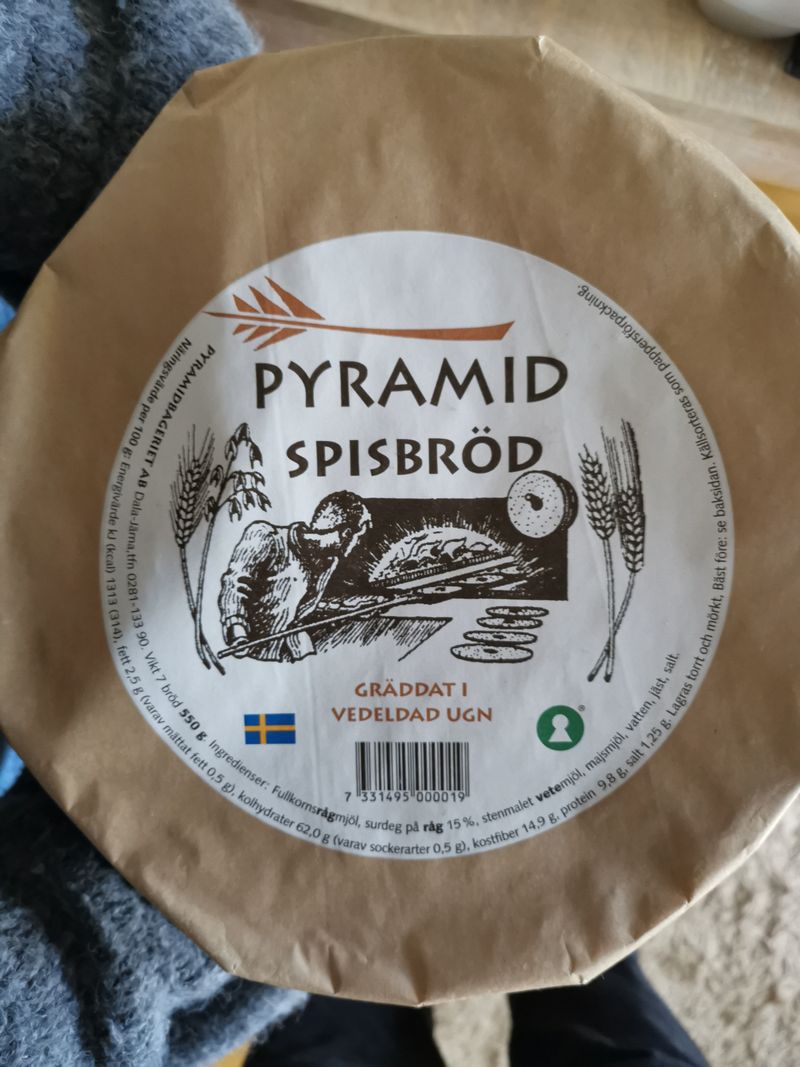 PYRAMID
SPISBRÖD
GRÄDDAT I
VEDELDAD UGN
®
7 331495 000019
PYRAMIDBAGERIET AB Dala-Järna, tfn 0281-133 90. Vikt 7 bröd 550 g. Ingredienser: Fullkornsrågmjöl, surdeg på råg 15 %, stenmalet vetemjöl, majsmjöl, vatten, jäst, salt.
Näringsvärde per 100 g: Energivärde kJ (kcal) 1313 (314), fett 2,5 g (varav mättat fett 0,5 g), kolhydrater 62,0 g (varav sockerarter 0,5 g), kostfiber 14,9 g, protein 9,8 g, salt 1,25 g. Lagras torrt och mörkt. Bäst före: se baksidan. Källsorteras som pappersförpackning.